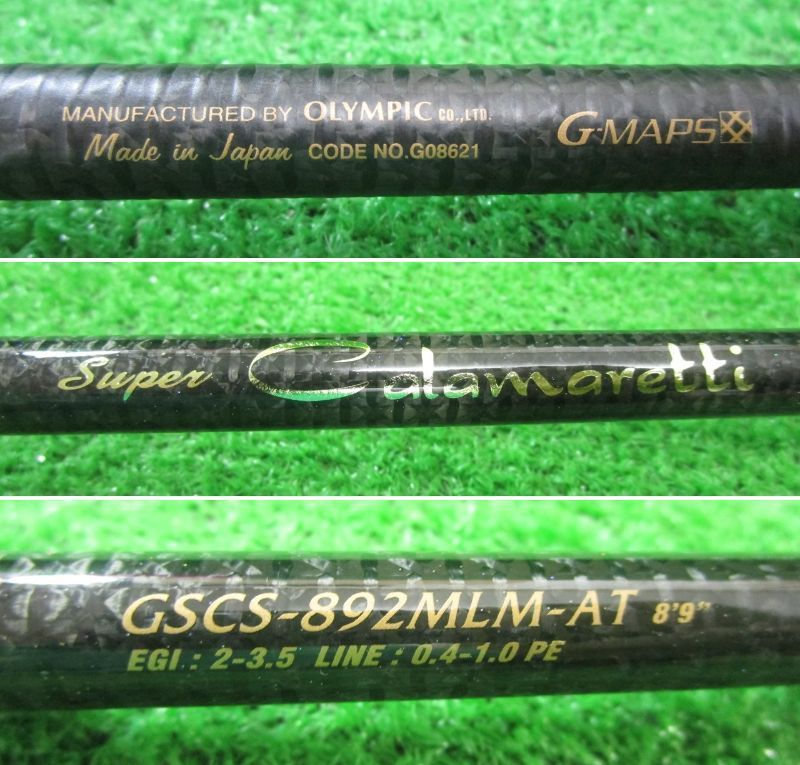 MANUFACTURED BY OLYMPIC CO.,LTD.
Made in Japan CODE NO.G08621
G-MAPS
Super Calamaretti
GSCS-892MLM-AT 8'9"
EGI : 2-3.5 LINE : 0.4-1.0 PE